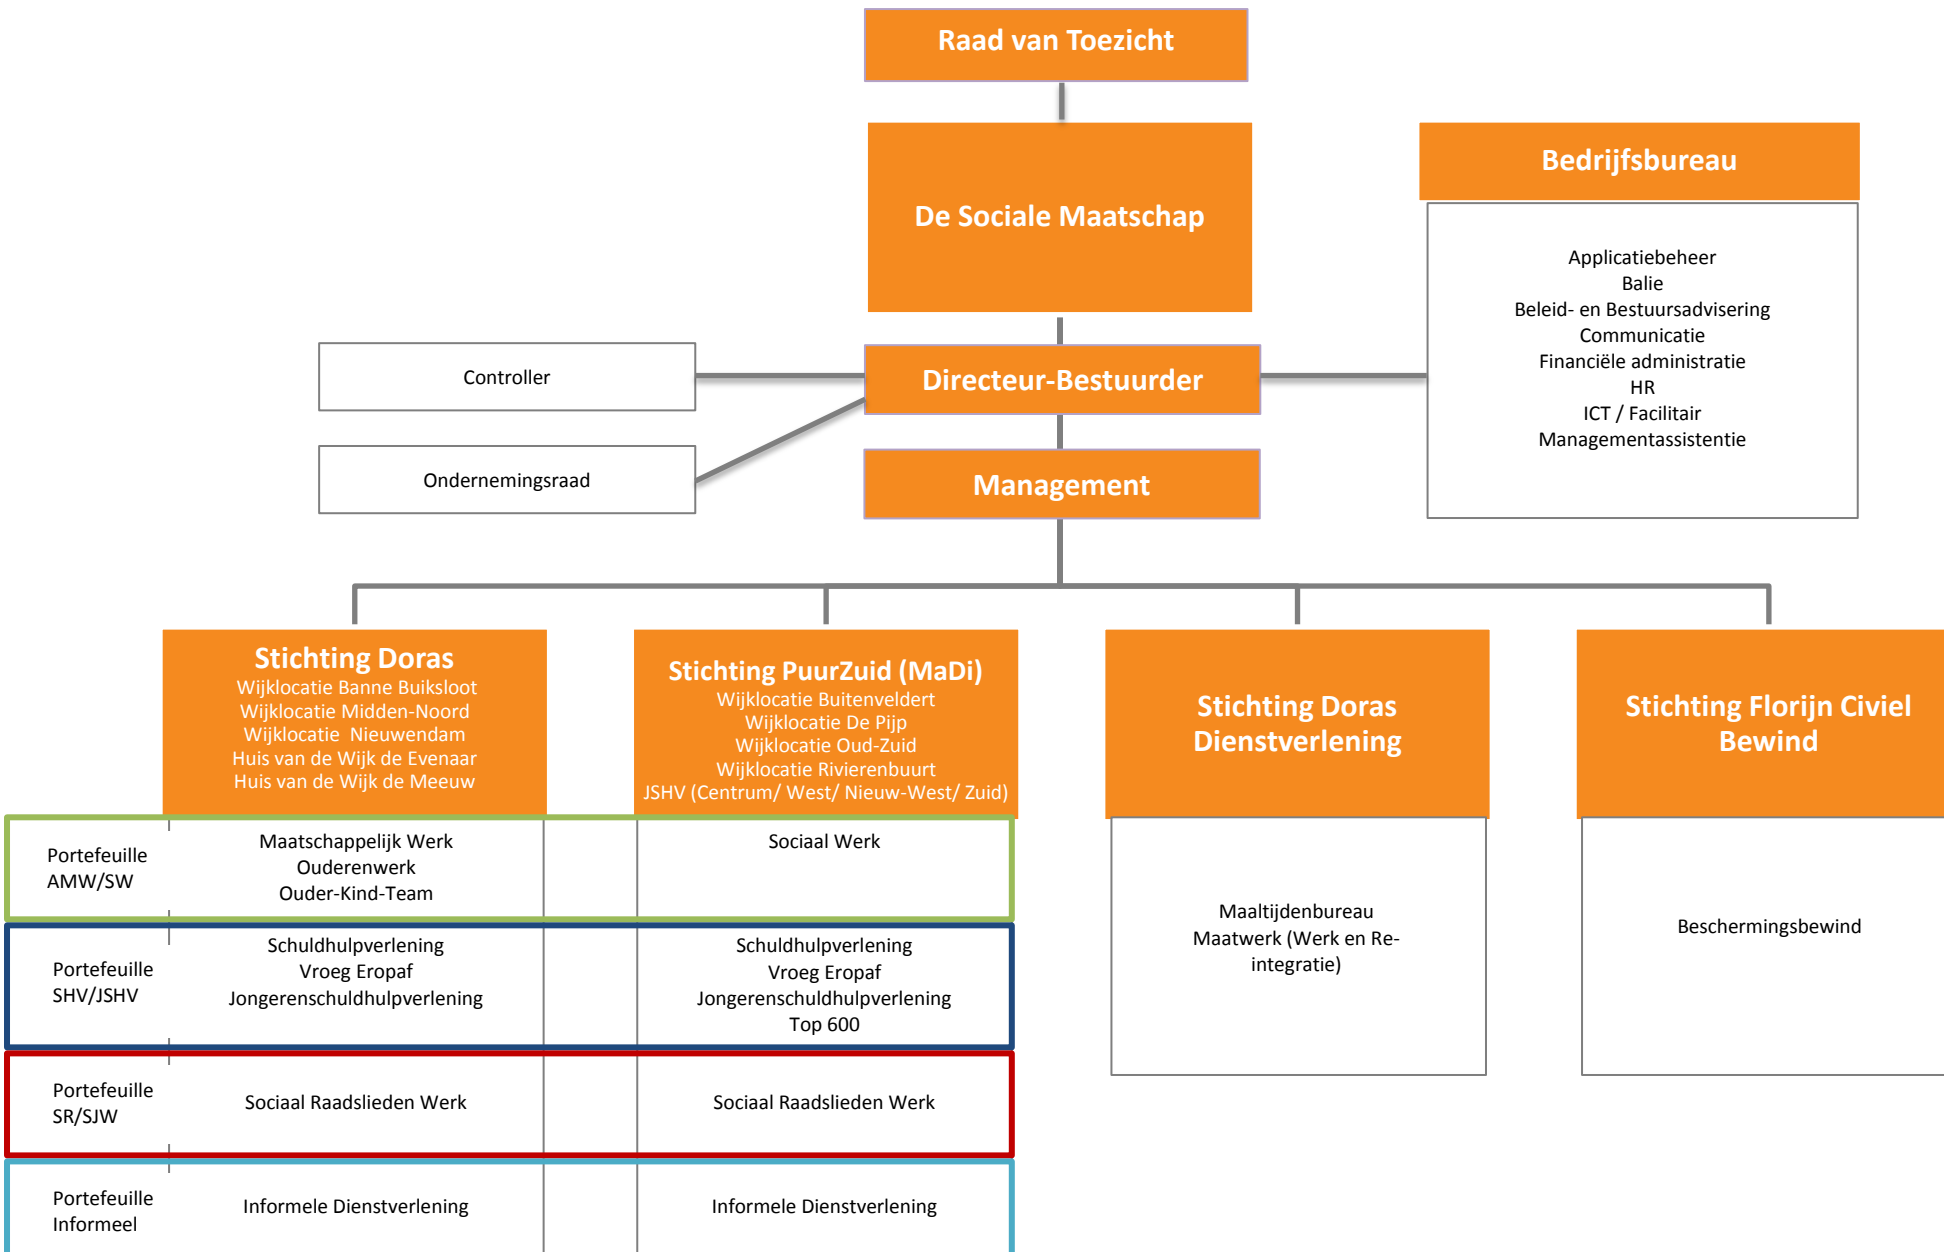 Raad van Toezicht
De Sociale Maatschap
Bedrijfsbureau
Applicatiebeheer
Balie
Beleid- en Bestuursadvisering
Communicatie
Financiële administratie
HR
ICT / Facilitair
Managementassistentie
Controller
Directeur-Bestuurder
Ondernemingsraad
Management
Stichting Doras
Wijklocatie Banne Buiksloot
Wijklocatie Midden-Noord
Wijklocatie Nieuwendam
Huis van de Wijk de Evenaar
Huis van de Wijk de Meeuw
Stichting PuurZuid (MaDi)
Wijklocatie Buitenveldert
Wijklocatie De Pijp
Wijklocatie Oud-Zuid
Wijklocatie Rivierenbuurt
JSHV (Centrum/ West/ Nieuw-West/ Zuid)
Stichting Doras
Dienstverlening
Stichting Florijn Civiel
Bewind
Portefeuille
AMW/SW
Maatschappelijk Werk
Ouderenwerk
Ouder-Kind-Team
Sociaal Werk
Portefeuille
SHV/JSHV
Schuldhulpverlening
Vroeg Eropaf
Jongerenschuldhulpverlening
Schuldhulpverlening
Vroeg Eropaf
Jongerenschuldhulpverlening
Top 600
Maaltijdenbureau
Maatwerk (Werk en Re-
integratie)
Beschermingsbewind
Portefeuille
SR/SJW
Sociaal Raadslieden Werk
Sociaal Raadslieden Werk
Portefeuille
Informeel
Informele Dienstverlening
Informele Dienstverlening